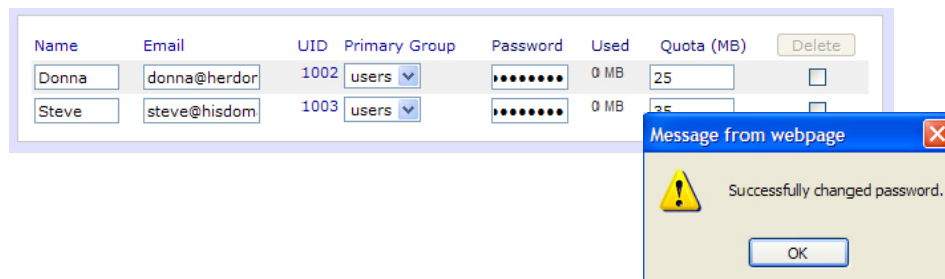 Name Email UID Primary Group Password Used Quota (MB) Delete
Donna donna@herdor 1002 users •••••••• 0 MB 25
Steve steve@hisdom 1003 users •••••••• 0 MB 35
Message from webpage
Successfully changed password.
OK